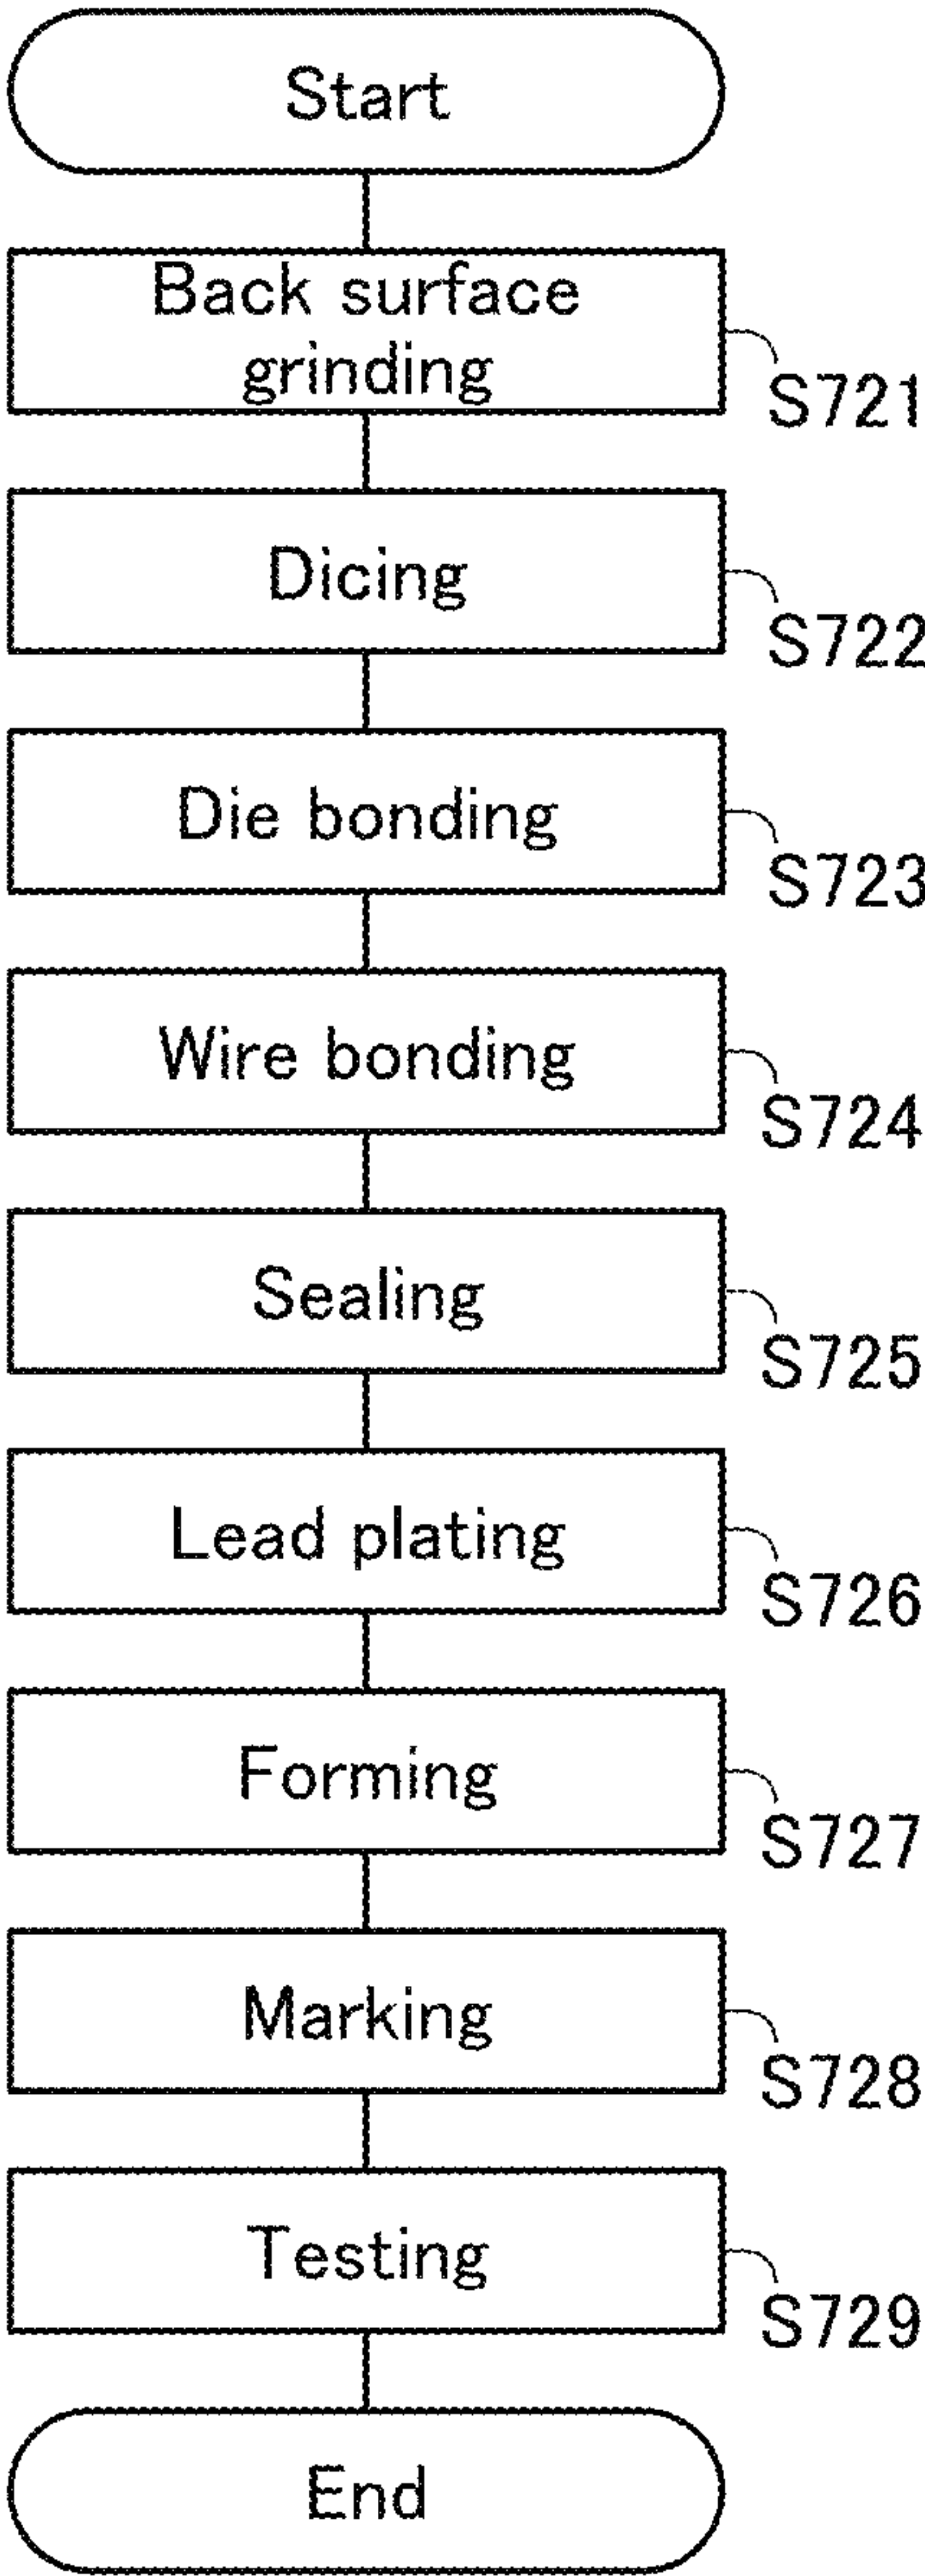 Start
Back surface
grinding
S721
Dicing
S722
Die bonding
S723
Wire bonding
S724
Sealing
S725
Lead plating
S726
Forming
S727
Marking
S728
Testing
S729
End